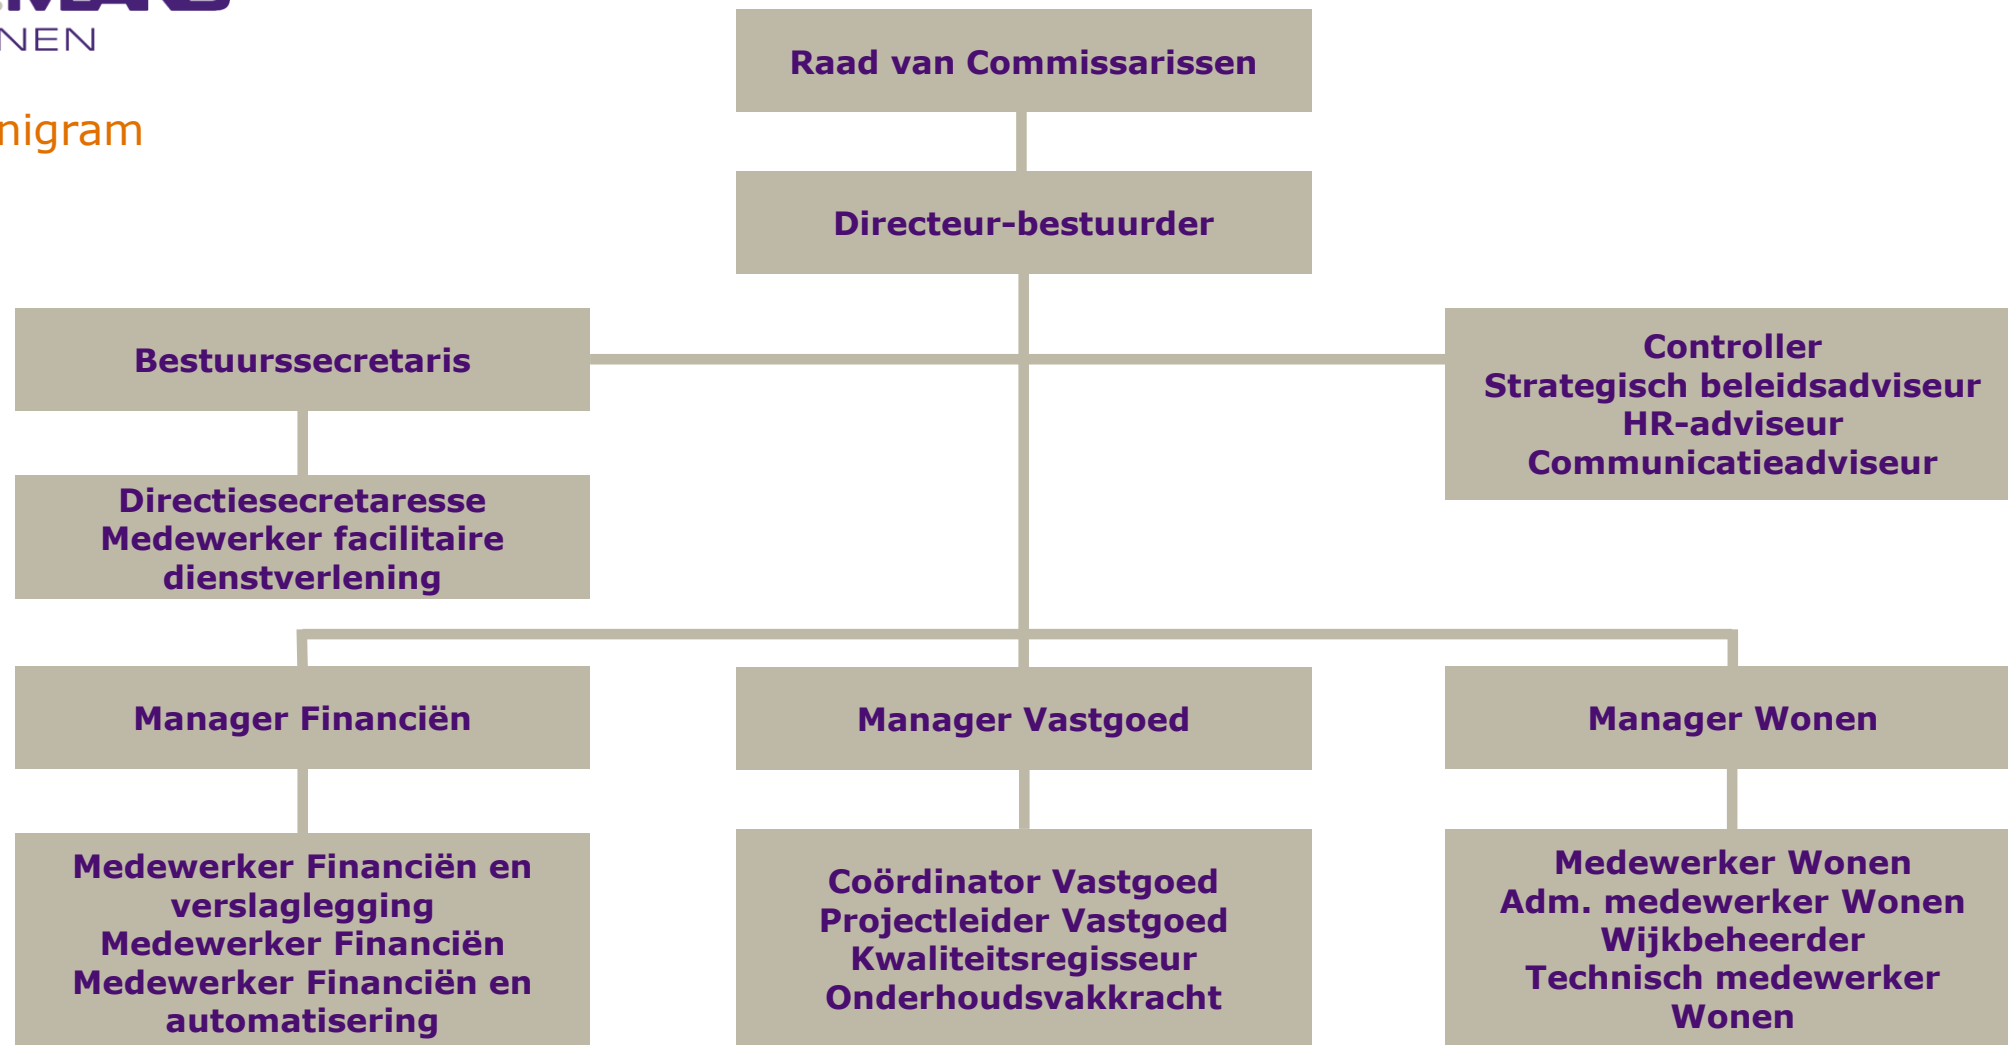 NEN
nigram
Raad van Commissarissen
Directeur-bestuurder
Bestuurssecretaris
Controller
Strategisch beleidsadviseur
HR-adviseur
Communicatieadviseur
Directiesecretaresse
Medewerker facilitaire
dienstverlening
Manager Financiën
Manager Vastgoed
Manager Wonen
Medewerker Financiën en
verslaglegging
Medewerker Financiën
Medewerker Financiën en
automatisering
Coördinator Vastgoed
Projectleider Vastgoed
Kwaliteitsregisseur
Onderhoudsvakkracht
Medewerker Wonen
Adm. medewerker Wonen
Wijkbeheerder
Technisch medewerker
Wonen